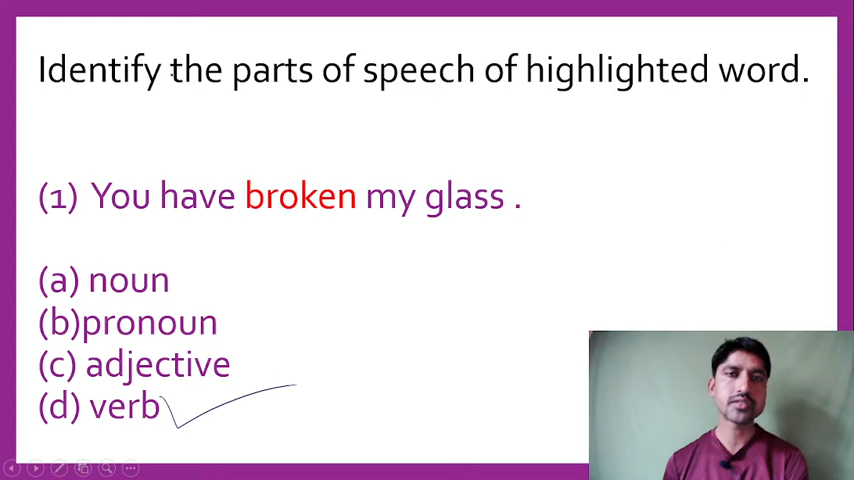 Identify the parts of speech of highlighted word.
(1) You have broken my glass .
(a) noun
(b)pronoun
(c) adjective
(d) verb